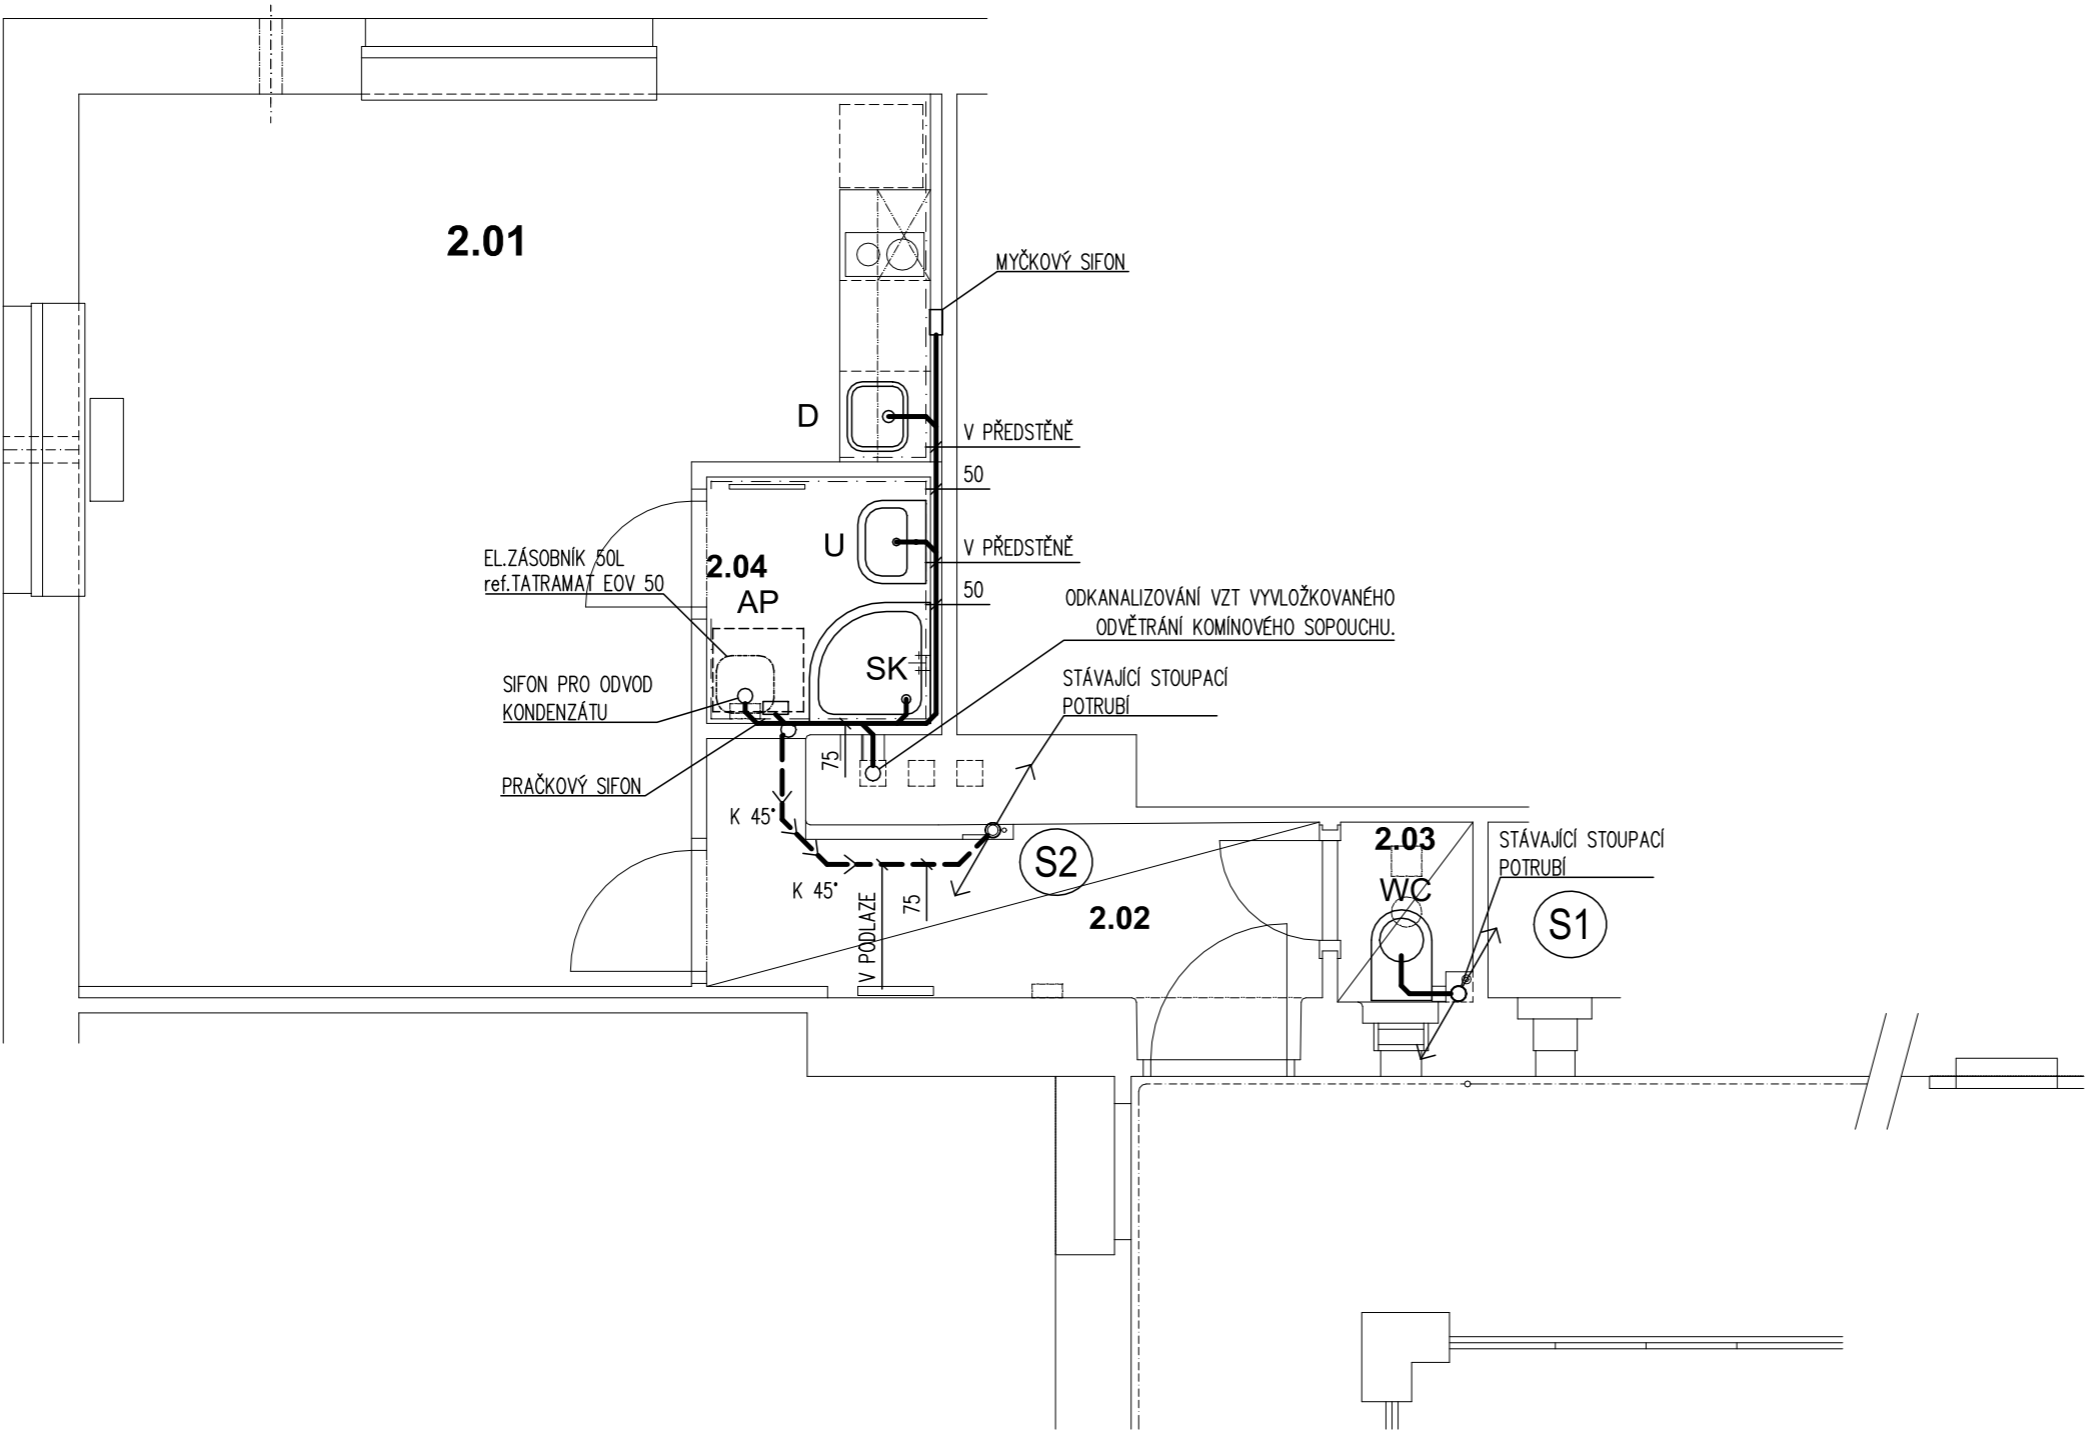 2.01
MYČKOVÝ SIFON
D
V PŘEDSTĚNĚ
50
EL.ZÁSOBNÍK 50L
ref.TATRAMAT EOV 50
2.04
AP
U
V PŘEDSTĚNĚ
50
ODKANALIZOVÁNÍ VZT VYVLOŽKOVANÉHO
ODVĚTRÁNÍ KOMÍNOVÉHO SOPOUCHU.
SK
SIFON PRO ODVOD
KONDENZÁTU
STÁVAJÍCÍ STOUPACÍ
POTRUBÍ
PRAČKOVÝ SIFON
75
K 45°
K 45°
V PODLAZE
75
S2
2.02
2.03
WC
STÁVAJÍCÍ STOUPACÍ
POTRUBÍ
S1